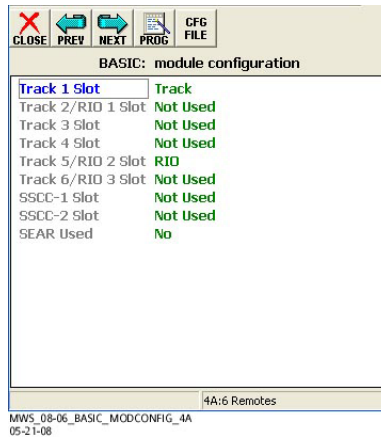 CLOSE PREV NEXT PROG CFG FILE
BASIC: module configuration
Track 1 Slot Track
Track 2/RIO 1 Slot Not Used
Track 3 Slot Not Used
Track 4 Slot Not Used
Track 5/RIO 2 Slot RIO
Track 6/RIO 3 Slot Not Used
SSCC-1 Slot Not Used
SSCC-2 Slot Not Used
SEAR Used No
4A:6 Remotes
MWS_08-06_BASIC_MODCONFIG_4A
05-21-08